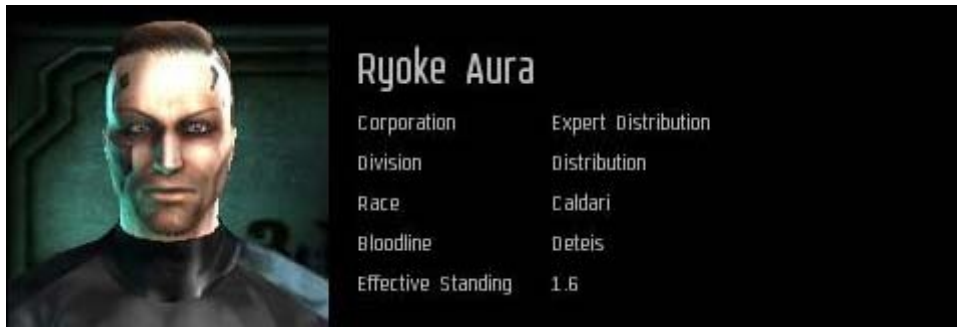 Ryoke Aura
Corporation Expert Distribution
Division Distribution
Race Caldari
Bloodline Deteis
Effective Standing 1.6